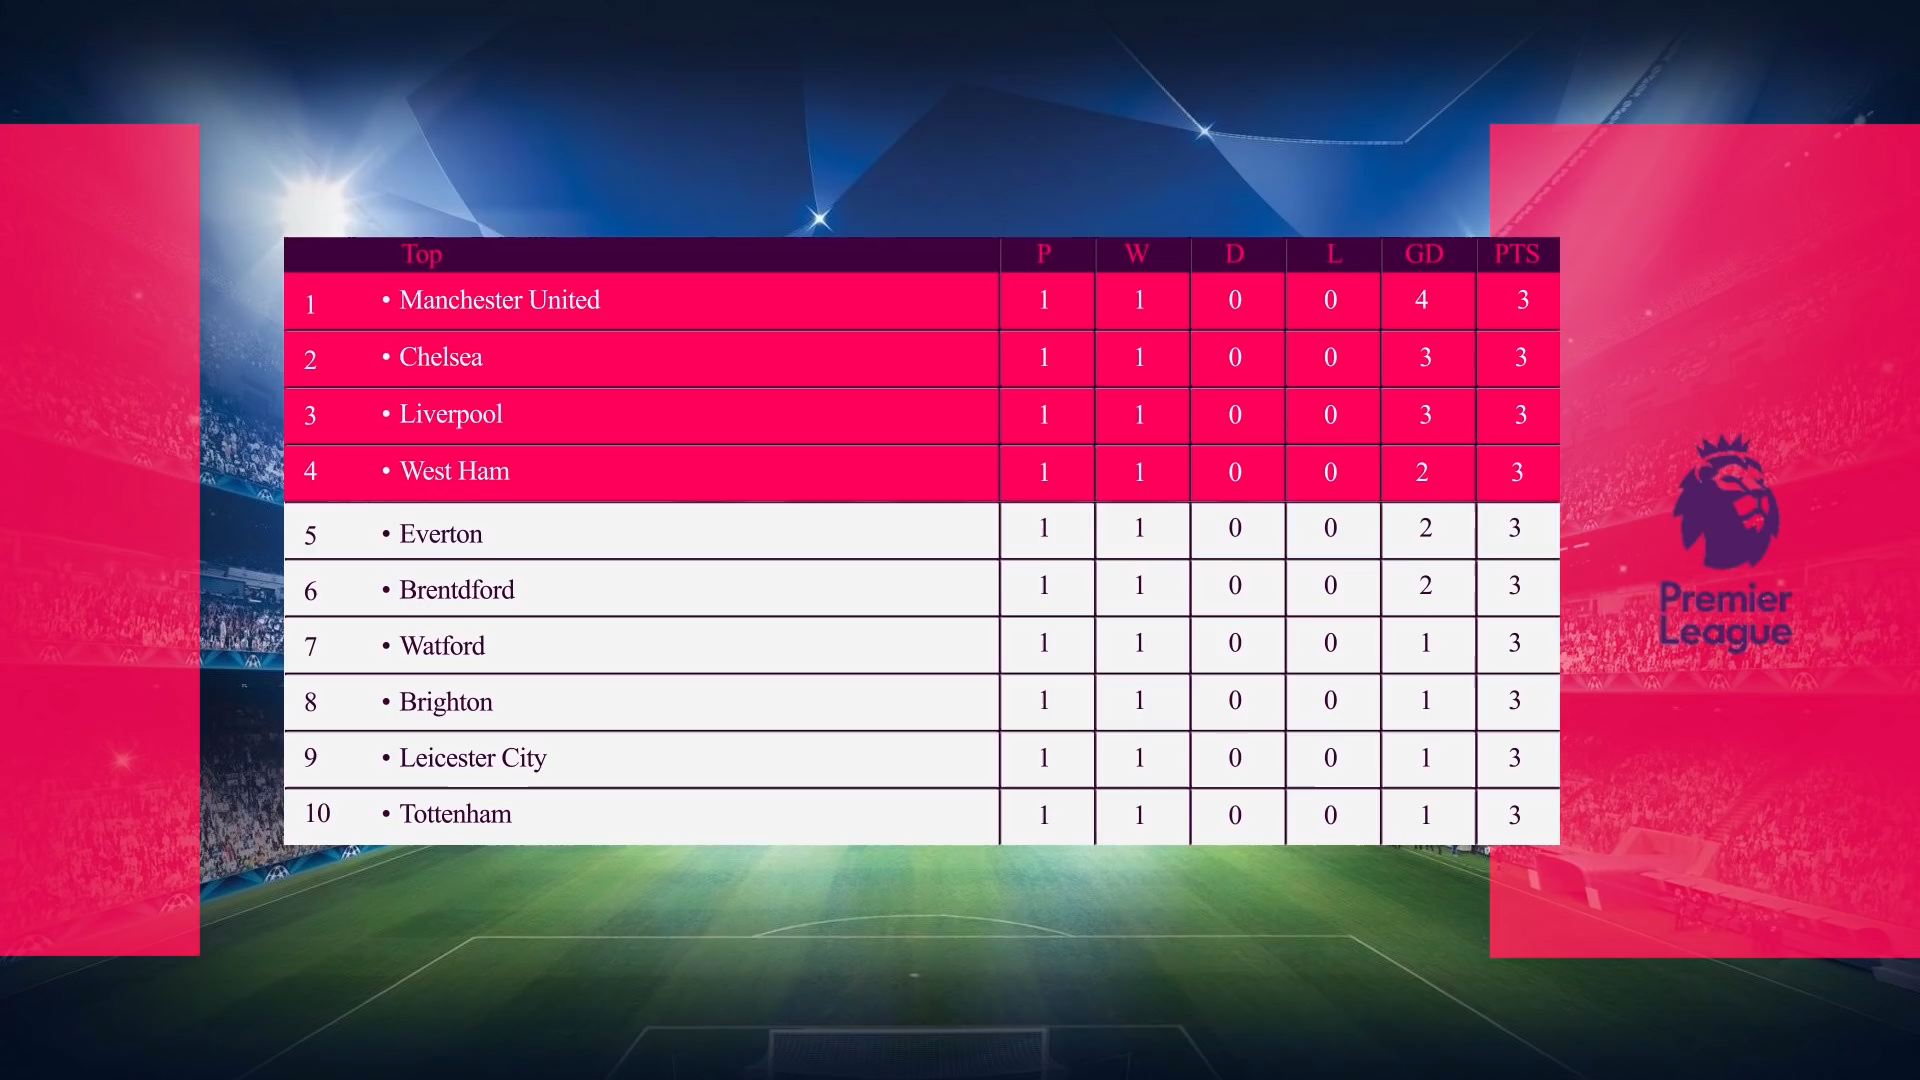 Top P W D L GD PTS
1 • Manchester United 1 1 0 0 4 3
2 • Chelsea 1 1 0 0 3 3
3 • Liverpool 1 1 0 0 3 3
4 • West Ham 1 1 0 0 2 3
5 • Everton 1 1 0 0 2 3
6 • Brentdford 1 1 0 0 2 3
7 • Watford 1 1 0 0 1 3
8 • Brighton 1 1 0 0 1 3
9 • Leicester City 1 1 0 0 1 3
10 • Tottenham 1 1 0 0 1 3
Premier
League